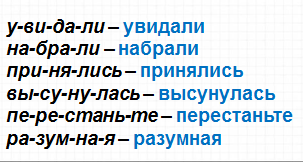 у-ви-да-ли – увидали
на-бра-ли – набрали
при-ня-лись – принялись
вы-су-ну-лась – высунулась
пе-ре-стань-те – перестаньте
ра-зум-на-я – разумная